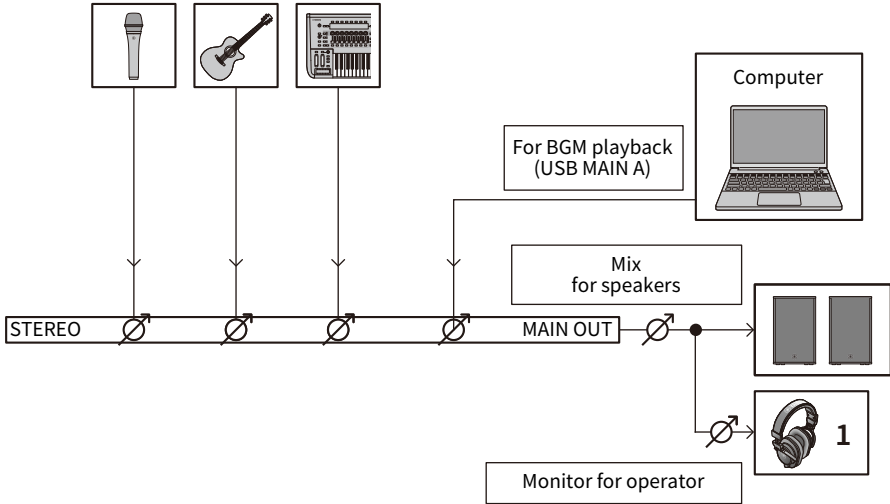 Computer
For BGM playback
(USB MAIN A)
Mix
for speakers
STEREO
MAIN OUT
1
Monitor for operator